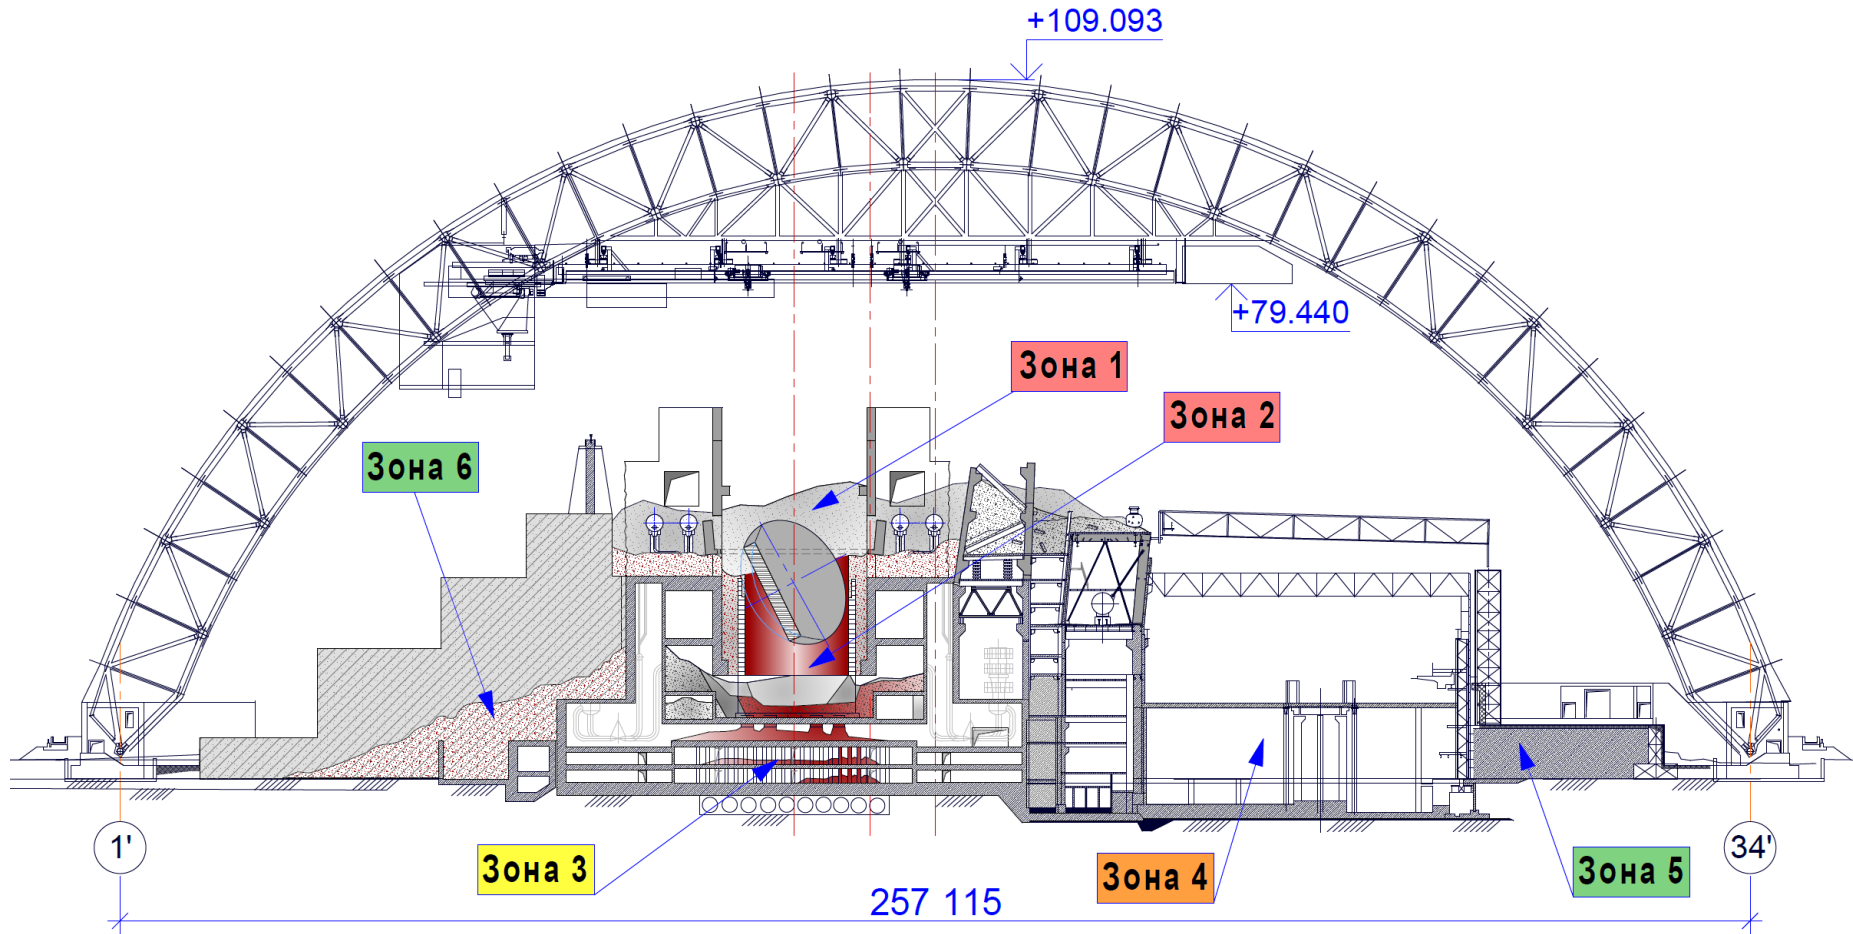 +109.093
+79.440
Зона 1
Зона 2
Зона 6
Зона 3
Зона 4
Зона 5
1'
34'
257 115